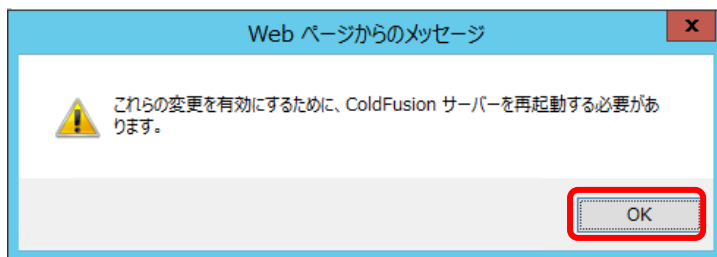 Web ページからのメッセージ
x
これらの変更を有効にするために、ColdFusion サーバーを再起動する必要があ
ります。
OK